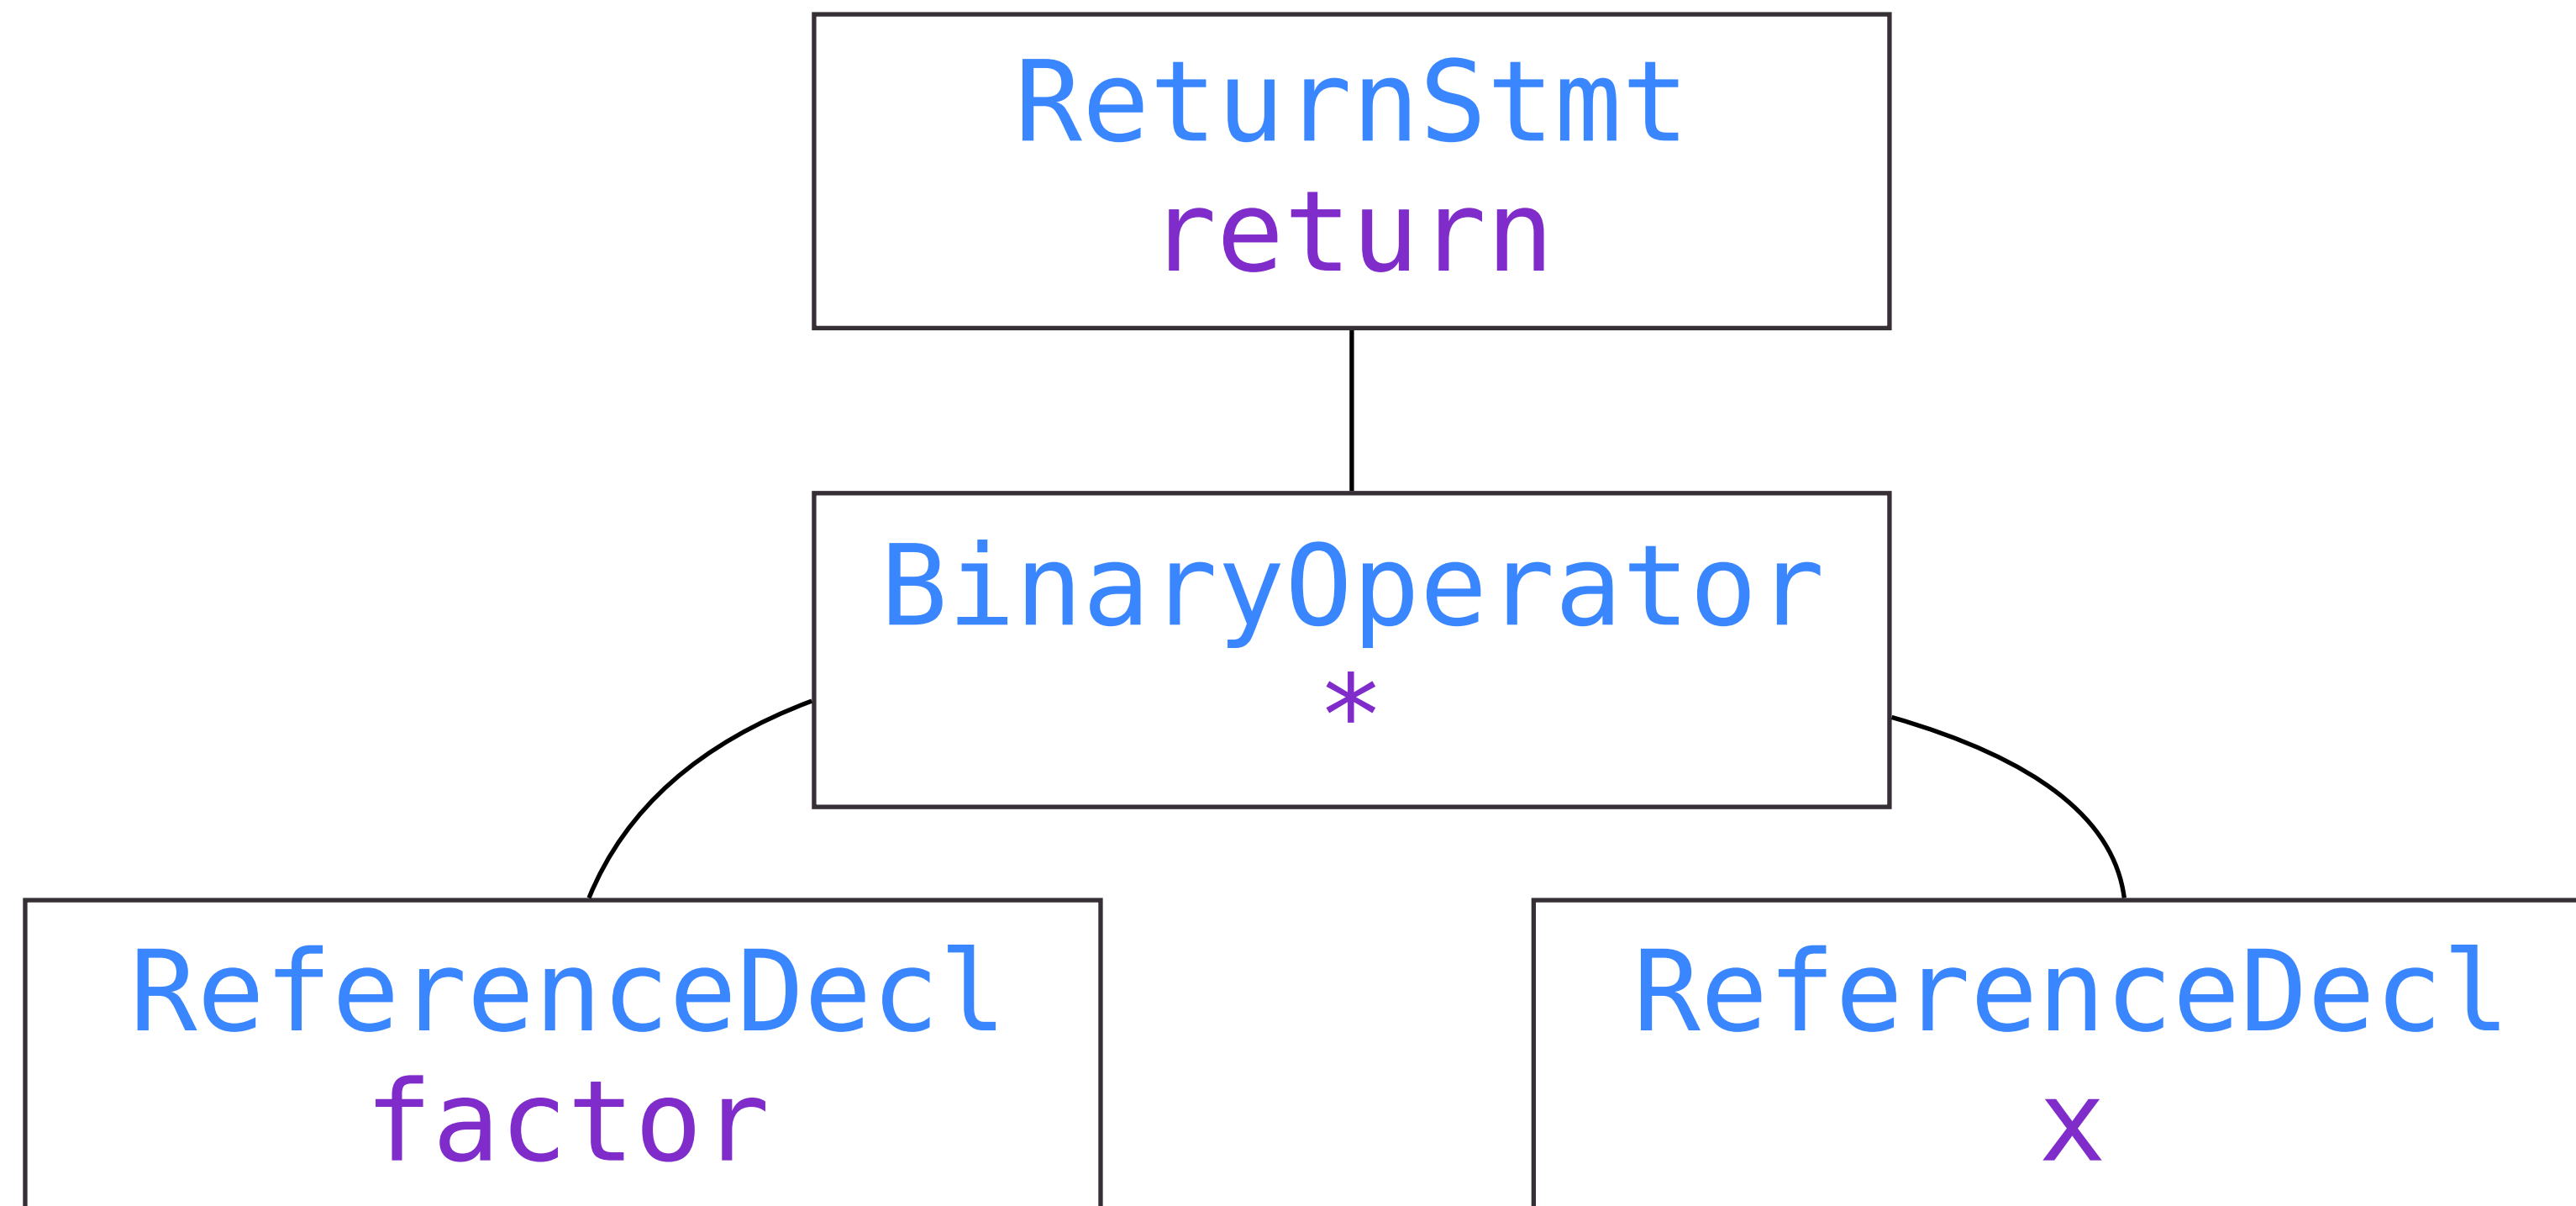 ReturnStmt
return
BinaryOperator
*
ReferenceDecl
factor
ReferenceDecl
x